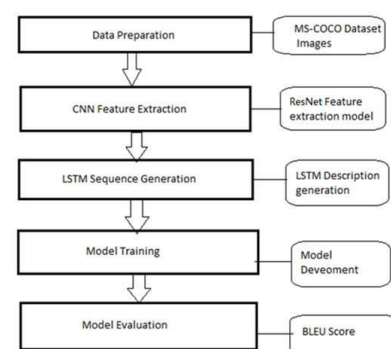 Data Preparation
MS-COCO Dataset
Images
CNN Feature Extraction
ResNet Feature
extraction model
LSTM Sequence Generation
LSTM Description
generation
Model Training
Model
Deveoment
Model Evaluation
BLEU Score